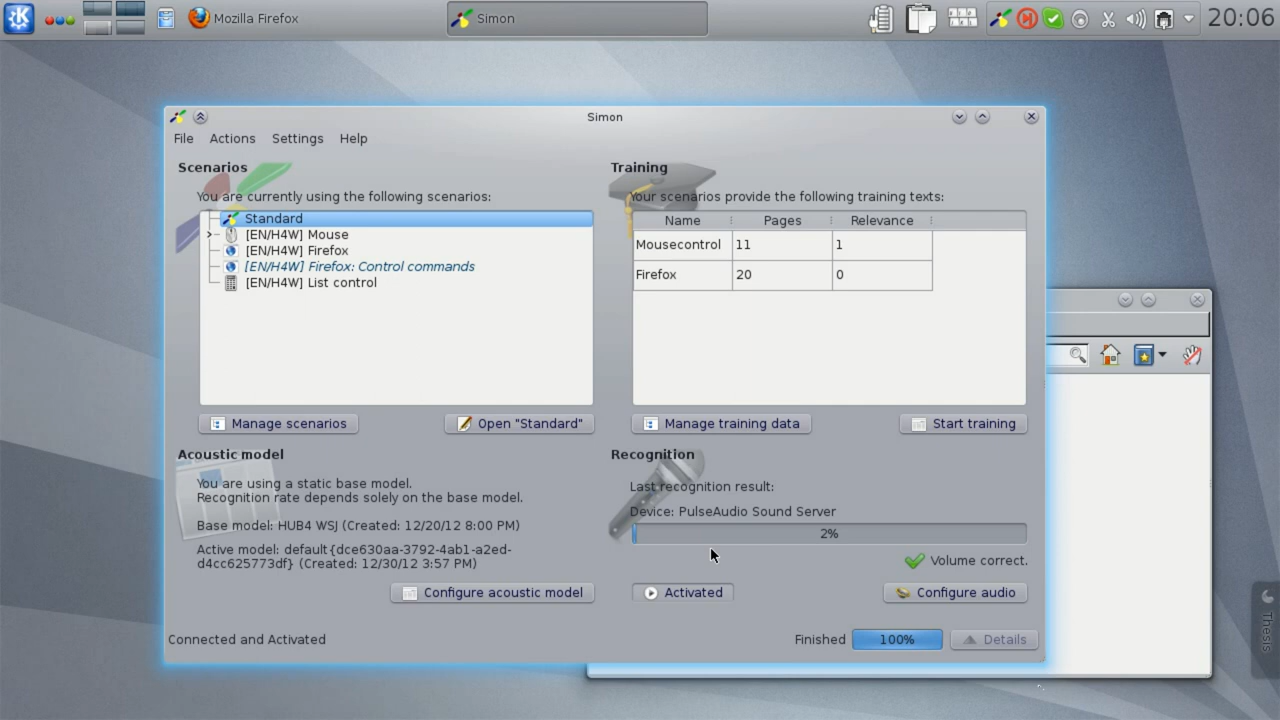 Mozilla Firefox
Simon
20:06
Simon
File Actions Settings Help
Scenarios
You are currently using the following scenarios:
Standard
[EN/H4W] Mouse
[EN/H4W] Firefox
[EN/H4W] Firefox: Control commands
[EN/H4W] List control
Manage scenarios
Open "Standard"
Training
Your scenarios provide the following training texts:
Name Pages Relevance
Mousecontrol 11 1
Firefox 20 0
Manage training data
Start training
Acoustic model
You are using a static base model.
Recognition rate depends solely on the base model.
Base model: HUB4 WSJ (Created: 12/20/12 8:00 PM)
Active model: default{dce630aa-3792-4ab1-a2ed-
d4cc625773df} (Created: 12/30/12 3:57 PM)
Configure acoustic model
Recognition
Last recognition result:
Device: PulseAudio Sound Server
2%
Volume correct.
Activated
Configure audio
Connected and Activated
Finished
100%
Details
Thesis